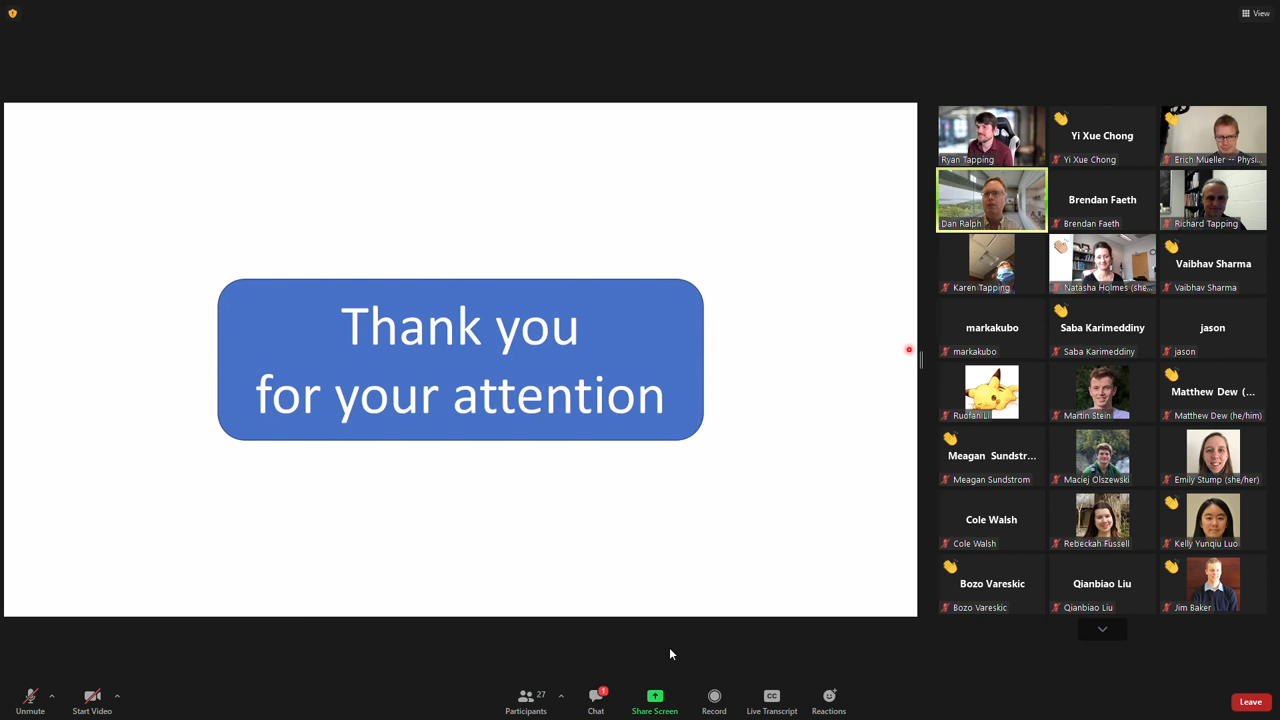 View
Thank you
for your attention
Ryan Tapping
Yi Xue Chong
Yi Xue Chong
Erich Mueller -- Physi...
Dan Ralph
Brendan Faeth
Brendan Faeth
Richard Tapping
Karen Tapping
Natasha Holmes (she...
Vaibhav Sharma
Vaibhav Sharma
markakubo
markakubo
Saba Karimeddiny
Saba Karimeddiny
jason
jason
Ruofan Li
Martin Stein
Matthew Dew (...
Matthew Dew (he/him)
Meagan Sundstr...
Meagan Sundstrom
Maciej Olszewski
Emily Stump (she/her)
Cole Walsh
Cole Walsh
Rebeckah Fussell
Kelly Yunqiu Luo
Bozo Vareskic
Bozo Vareskic
Qianbiao Liu
Qianbiao Liu
Jim Baker
Unmute
Start Video
27
Participants
1
Chat
Share Screen
Record
CC
Live Transcript
Reactions
Leave